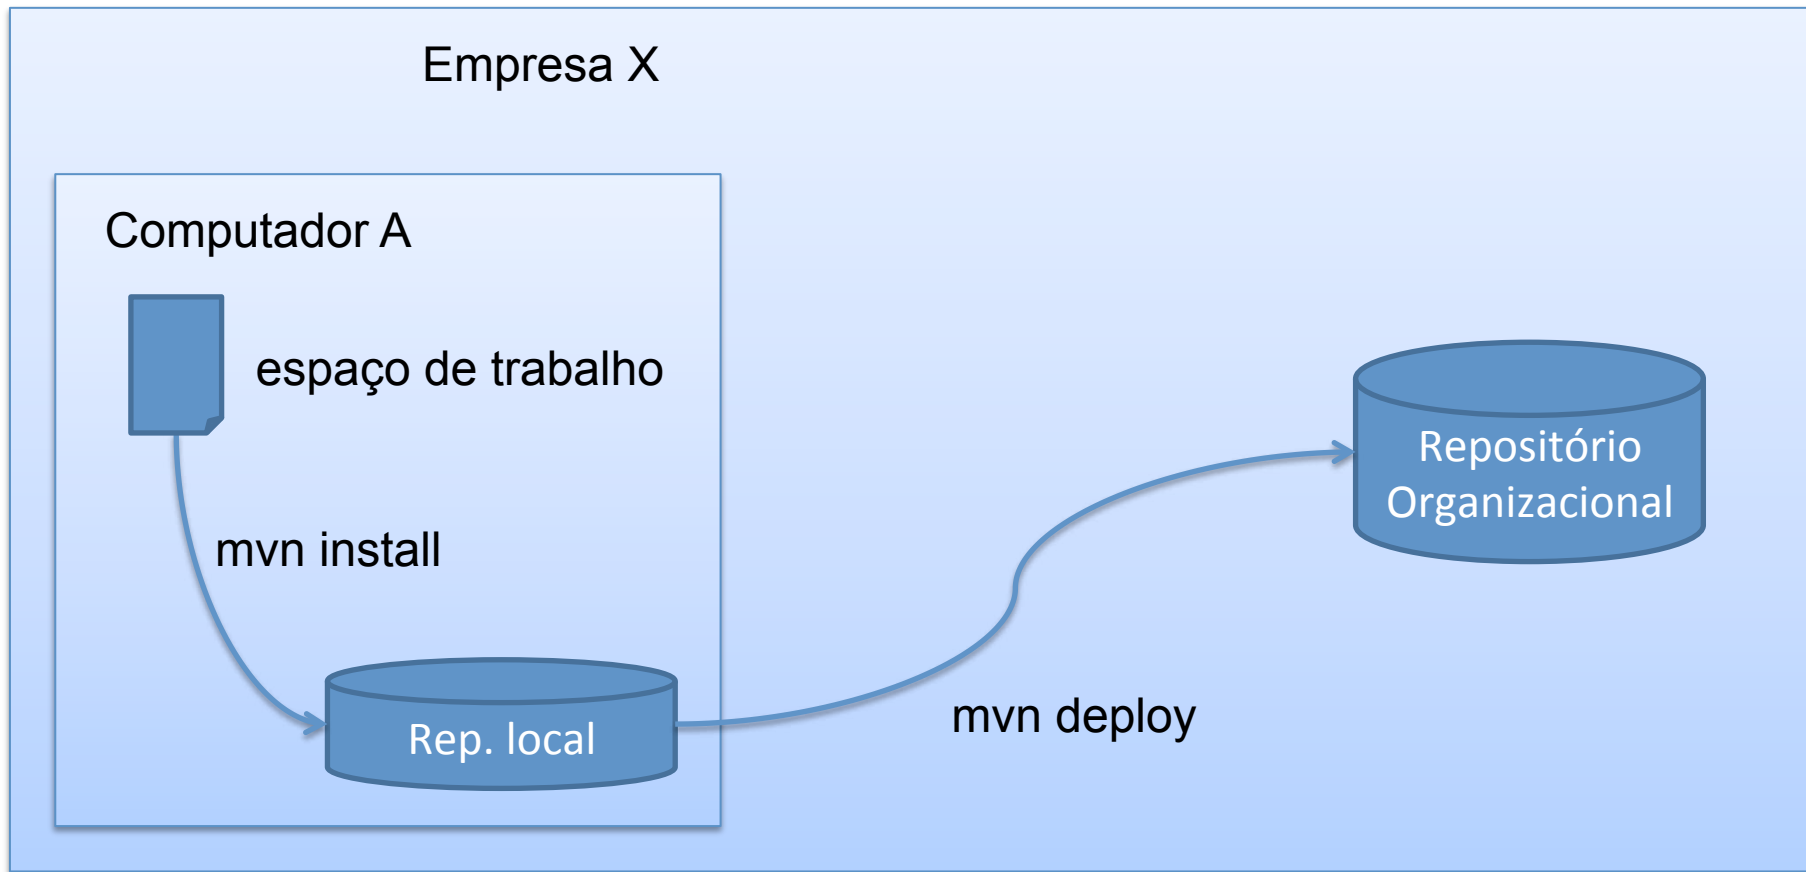 Empresa X
Computador A
espaço de trabalho
mvn install
Rep. local
mvn deploy
Repositório
Organizacional